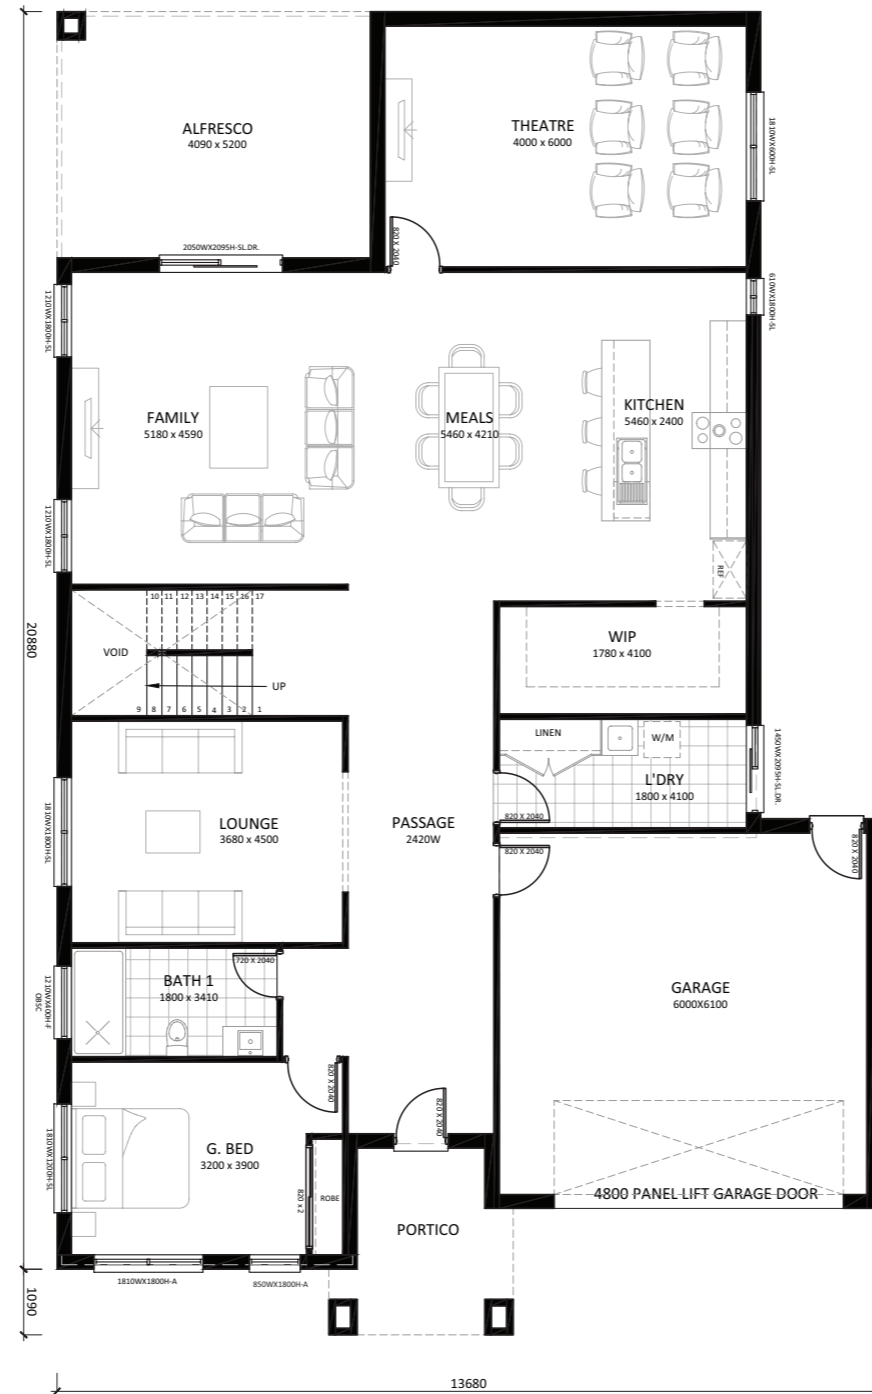 ALFRESCO
4090 x 5200
THEATRE
4000 x 6000
1810WX600H-SL
2050WX2095H-SL.DR.
820 X 2040
1210WX1800H-SL
610WX1800H-SL
FAMILY
5180 x 4590
MEALS
5460 x 4210
KITCHEN
5460 x 2400
1210WX1800H-SL
REF
10 11 12 13 14 15 16 17
VOID
UP
9 8 7 6 5 4 3 2 1
20880
WIP
1780 x 4100
LINEN
W/M
L'DRY
1800 x 4100
820 X 2040
1450WX2095H-SL.DR.
LOUNGE
3680 x 4500
1810WX1800H-SL
PASSAGE
2420W
820 X 2040
820 X 2040
BATH 1
1800 x 3410
720 X 2040
1210WX400H-F
OBSC
GARAGE
6000X6100
820 X 2040
820 X 2040
G. BED
3200 x 3900
1810WX1200H-SL
820 x 2
ROBE
4800 PANEL LIFT GARAGE DOOR
PORTICO
1810WX1800H-A
850WX1800H-A
1090
13680